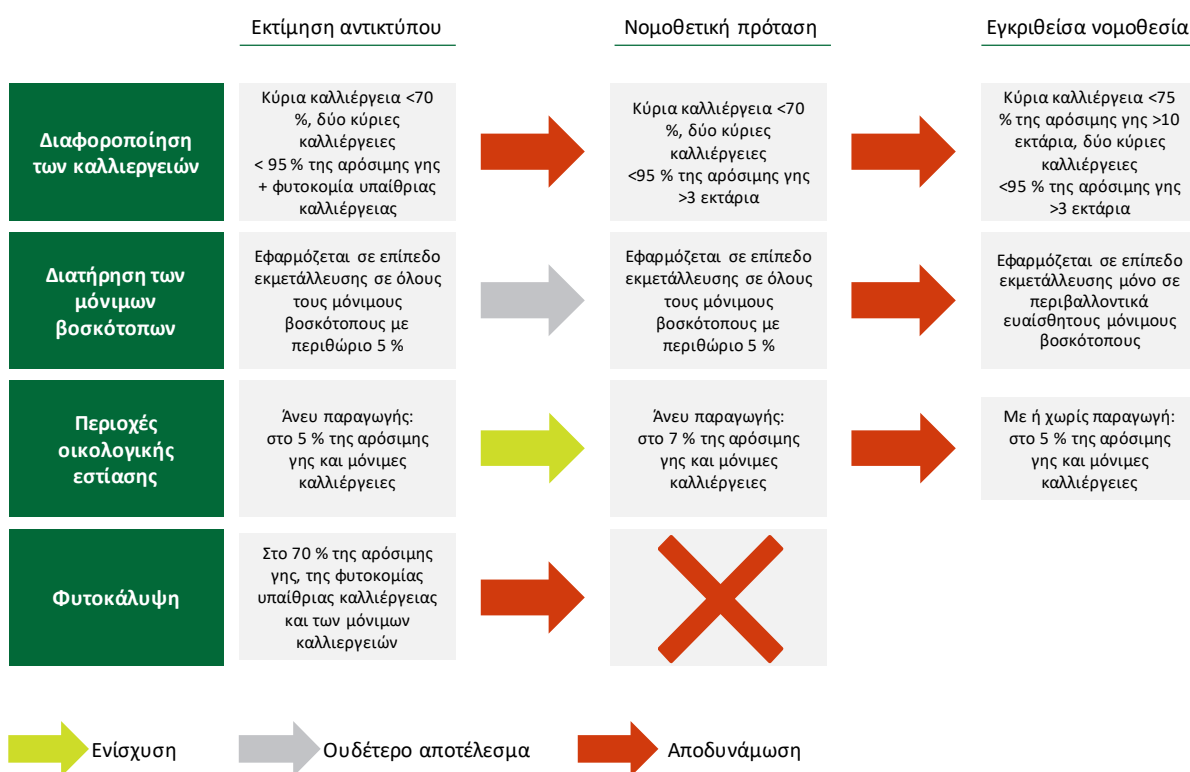 Εκτίμηση αντικτύπου
Νομοθετική πρόταση
Εγκριθείσα νομοθεσία
Διαφοροποίηση
των καλλιεργειών
Κύρια καλλιέργεια <70
%, δύο κύριες
καλλιέργειες
< 95 % της αρόσιμης γης
+ φυτοκομία υπαίθριας
καλλιέργειας
Κύρια καλλιέργεια <70
%, δύο κύριες
καλλιέργειες
<95 % της αρόσιμης γης
>3 εκτάρια
Κύρια καλλιέργεια <75
% της αρόσιμης γης >10
εκτάρια, δύο κύριες
καλλιέργειες
<95 % της αρόσιμης γης
>3 εκτάρια
Διατήρηση των
μόνιμων
βοσκότοπων
Εφαρμόζεται σε επίπεδο
εκμετάλλευσης σε όλους
τους μόνιμους
βοσκότοπους με
περιθώριο 5 %
Εφαρμόζεται σε επίπεδο
εκμετάλλευσης σε όλους
τους μόνιμους
βοσκότοπους με
περιθώριο 5 %
Εφαρμόζεται σε επίπεδο
εκμετάλλευσης μόνο σε
περιβαλλοντικά
ευαίσθητους μόνιμους
βοσκότοπους
Περιοχές
οικολογικής
εστίασης
Άνευ παραγωγής:
στο 5 % της αρόσιμης
γης και μόνιμες
καλλιέργειες
Άνευ παραγωγής:
στο 7 % της αρόσιμης
γης και μόνιμες
καλλιέργειες
Με ή χωρίς παραγωγή:
στο 5 % της αρόσιμης
γης και μόνιμες
καλλιέργειες
Φυτοκάλυψη
Στο 70 % της αρόσιμης
γης, της φυτοκομίας
υπαίθριας καλλιέργειας
και των μόνιμων
καλλιεργειών
Ενίσχυση
Ουδέτερο αποτέλεσμα
Αποδυνάμωση